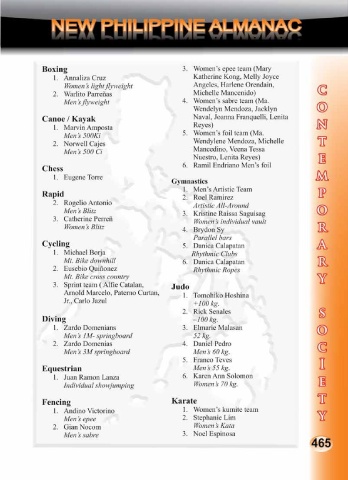 NEW PHILIPPINE ALMANAC
Boxing
1. Annaliza Cruz
Women's light flyweight
2. Warlito Parreñas
Men's flyweight
Canoe / Kayak
1. Marvin Amposta
Men's 500KI
2. Norwell Cajes
Men's 500 Ci
Chess
1. Eugene Torre
Rapid
2. Rogelio Antonio
Men's Blitz
3. Catherine Perreñ
Women's Blitz
Cycling
1. Michael Borja
Mt. Bike downhill
2. Eusebio Quiñonez
Mt. Bike cross country
3. Sprint team (Alfie Catalan,
Arnold Marcelo, Paterno Curtan,
Jr., Carlo Jazul
Diving
1. Zardo Domenians
Men's 1M- springboard
2. Zardo Domenias
Men's 3M springboard
Equestrian
1. Juan Ramon Lanza
Individual showjumping
Fencing
1. Andino Victorino
Men's epee
2. Gian Nocom
Men's sabre
3. Women's epee team (Mary
Katherine Kong, Melly Joyce
Angeles, Harlene Orendain,
Michelle Mancenido)
4. Women's sabre team (Ma.
Wendelyn Mendoza, Jacklyn
Naval, Joanna Franquelli, Lenita
Reyes)
5. Women's foil team (Ma.
Wendylene Mendoza, Michelle
Mancedino, Veena Tessa
Nuestro, Lenita Reyes)
6. Ramil Endriano Men's foil
Gymnastics
1. Men's Artistic Team
2. Roel Ramirez
Artistic All-Around
3. Kristine Raissa Saguisag
Women's individual vault
4. Brydon Sy
Parallel bars
5. Danica Calapatan
Rhythmic Clubs
6. Danica Calapatan
Rhythmic Ropes
Judo
1. Tomohiko Hoshina
+100 kg.
2. Rick Senales
-100 kg.
3. Elmarie Malasan
52 kg.
4. Daniel Pedro
Men's 60 kg.
5. Franco Teves
Men's 55 kg.
6. Karen Ann Solomon
Women's 70 kg.
Karate
1. Women's kumite team
2. Stephanie Lim
Women's Kata
3. Noel Espinosa
CONTEMPORARY SOCIETY
465